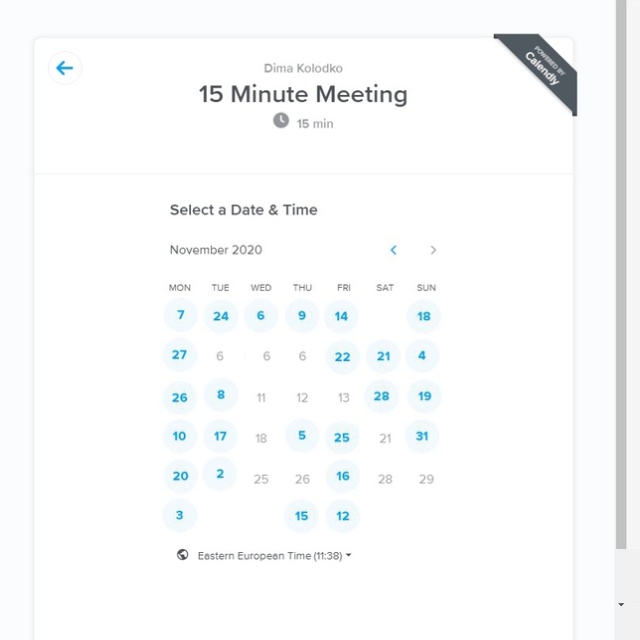 POWERED BY
Calendly
Dima Kolodko
15 Minute Meeting
15 min
Select a Date & Time
November 2020
MON TUE WED THU FRI SAT SUN
7 24 6 9 14 18
27 6 6 6 22 21 4
26 8 11 12 13 28 19
10 17 18 5 25 21 31
20 2 25 26 16 28 29
3 15 12
Eastern European Time (11:38)